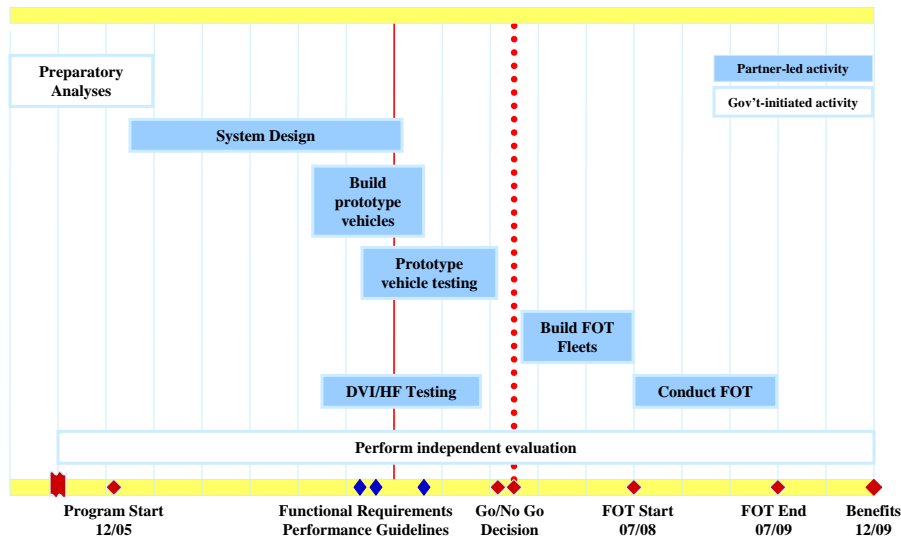 Preparatory
Analyses
Partner-led activity
Gov't-initiated activity
System Design
Build
prototype
vehicles
Prototype
vehicle testing
Build FOT
Fleets
DVI/HF Testing
Conduct FOT
Perform independent evaluation
Program Start
12/05
Functional Requirements
Performance Guidelines
Go/No Go
Decision
FOT Start
07/08
FOT End
07/09
Benefits
12/09